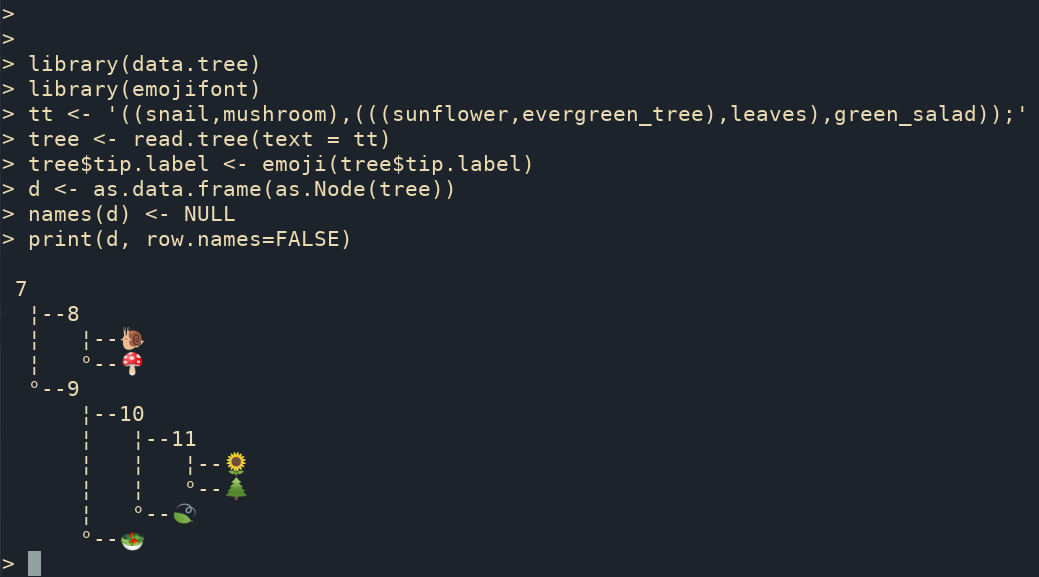 >
>
> library(data.tree)
> library(emojifont)
> tt <- '((snail,mushroom),(((sunflower,evergreen_tree),leaves),green_salad));'
> tree <- read.tree(text = tt)
> tree$tip.label <- emoji(tree$tip.label)
> d <- as.data.frame(as.Node(tree))
> names(d) <- NULL
> print(d, row.names=FALSE)

 7
  ¦--8
  ¦   ¦--🐌
  ¦   °--🍄
  °--9
      ¦--10
      ¦   ¦--11
      ¦   ¦   ¦--🌻
      ¦   ¦   °--🌲
      ¦   °--🍃
      °--🥗
>